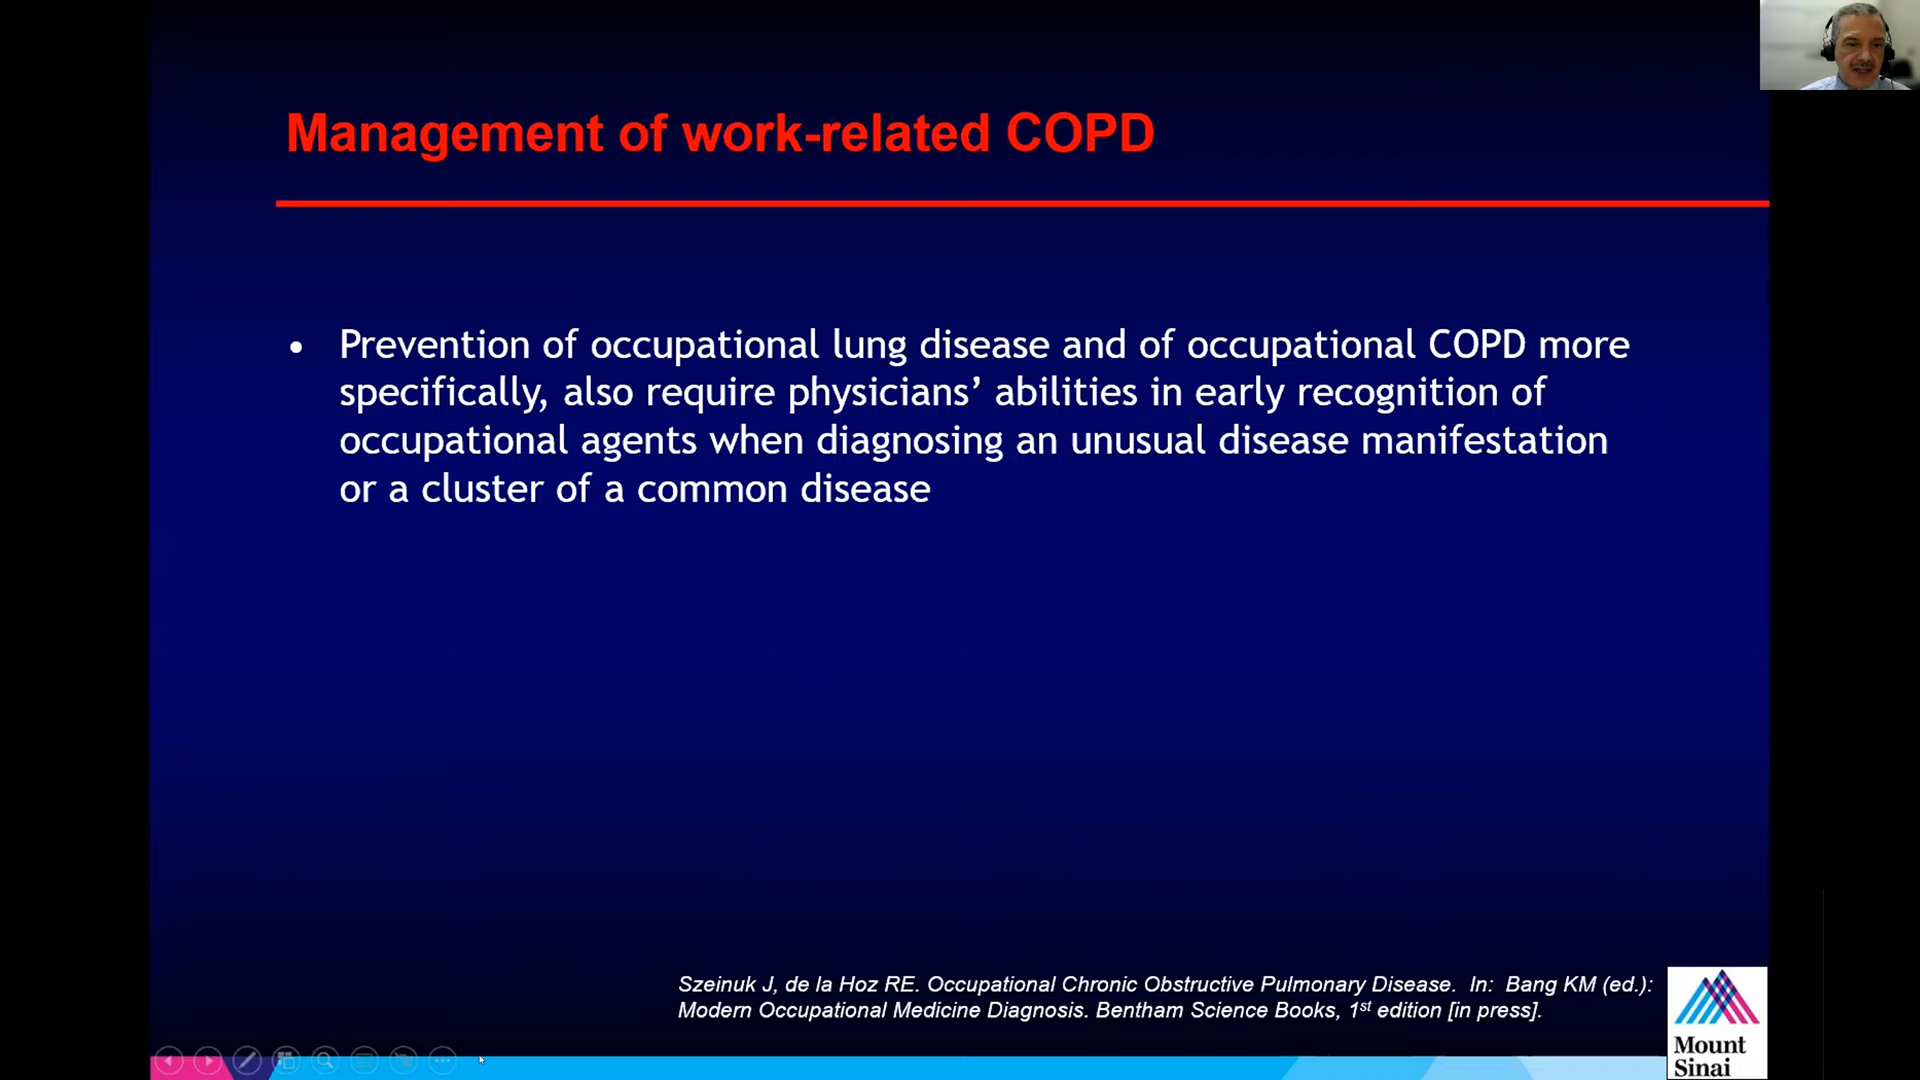 Management of work-related COPD
• Prevention of occupational lung disease and of occupational COPD more
specifically, also require physicians’ abilities in early recognition of
occupational agents when diagnosing an unusual disease manifestation
or a cluster of a common disease
Szeinuk J, de la Hoz RE. Occupational Chronic Obstructive Pulmonary Disease. In: Bang KM (ed.):
Modern Occupational Medicine Diagnosis. Bentham Science Books, 1st edition [in press].
Mount
Sinai